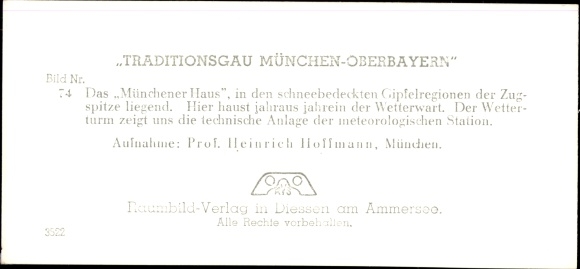 „TRADITIONSGAU MÜNCHEN-OBERBAYERN"
Bild Nr.
74 Das „Münchener Haus", in den schneebedeckten Gipfelregionen der Zug-
spitze liegend. Hier haust jahraus jahrein der Wetterwart. Der Wetter-
turm zeigt uns die technische Anlage der meteorologischen Station.
Aufnahme: Prof. Heinrich Hoffmann, München.
Raumbild-Verlag in Diessen am Ammersee.
Alle Rechte vorbehalten.
3522